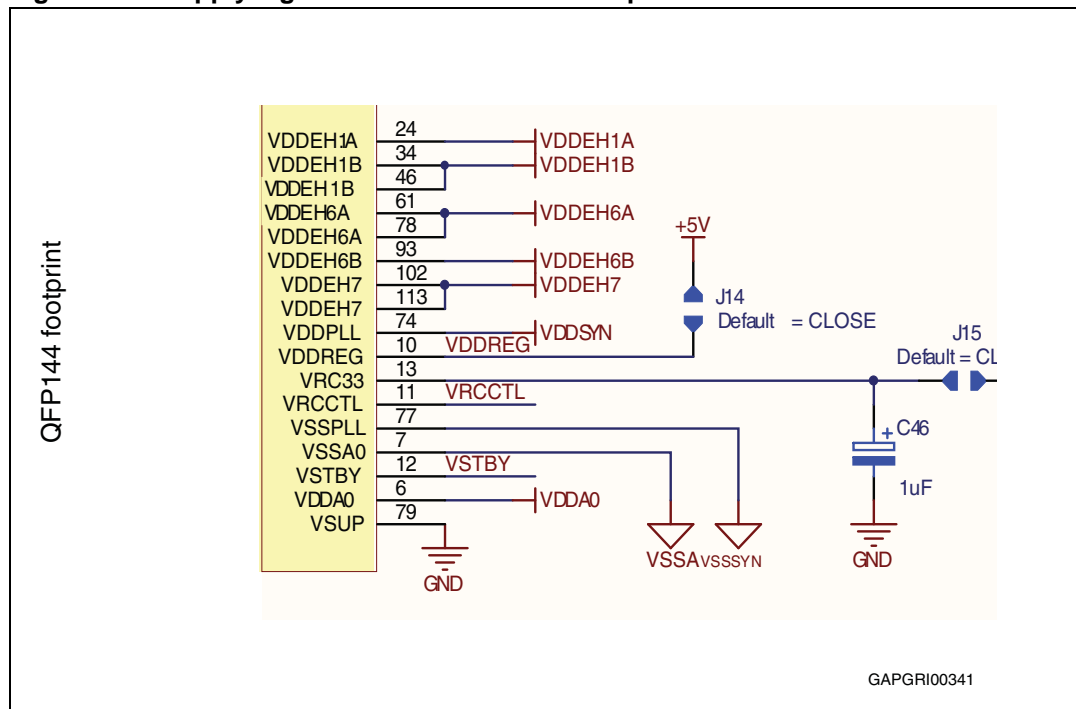 QFP144 footprint
VDDEH1A 24 VDDEH1A
VDDEH1B 34 VDDEH1B
VDDEH1B 46
VDDEH6A 61 VDDEH6A
VDDEH6A 78
VDDEH6B 93 VDDEH6B
VDDEH7 102 VDDEH7
VDDEH7 113
VDDPLL 74 VDDSYN
VDDREG 10 VDDREG
VRC33 13
VRCCTL 11 VRCCTL
VSSPLL 77
VSSA0 7
VSTBY 12 VSTBY
VDDA0 6 VDDA0
VSUP 79
GND
+5V
J14
Default = CLOSE
J15
Default = CL
+ C46
1uF
VSSA VSSSYN
GND
GAPGRI00341